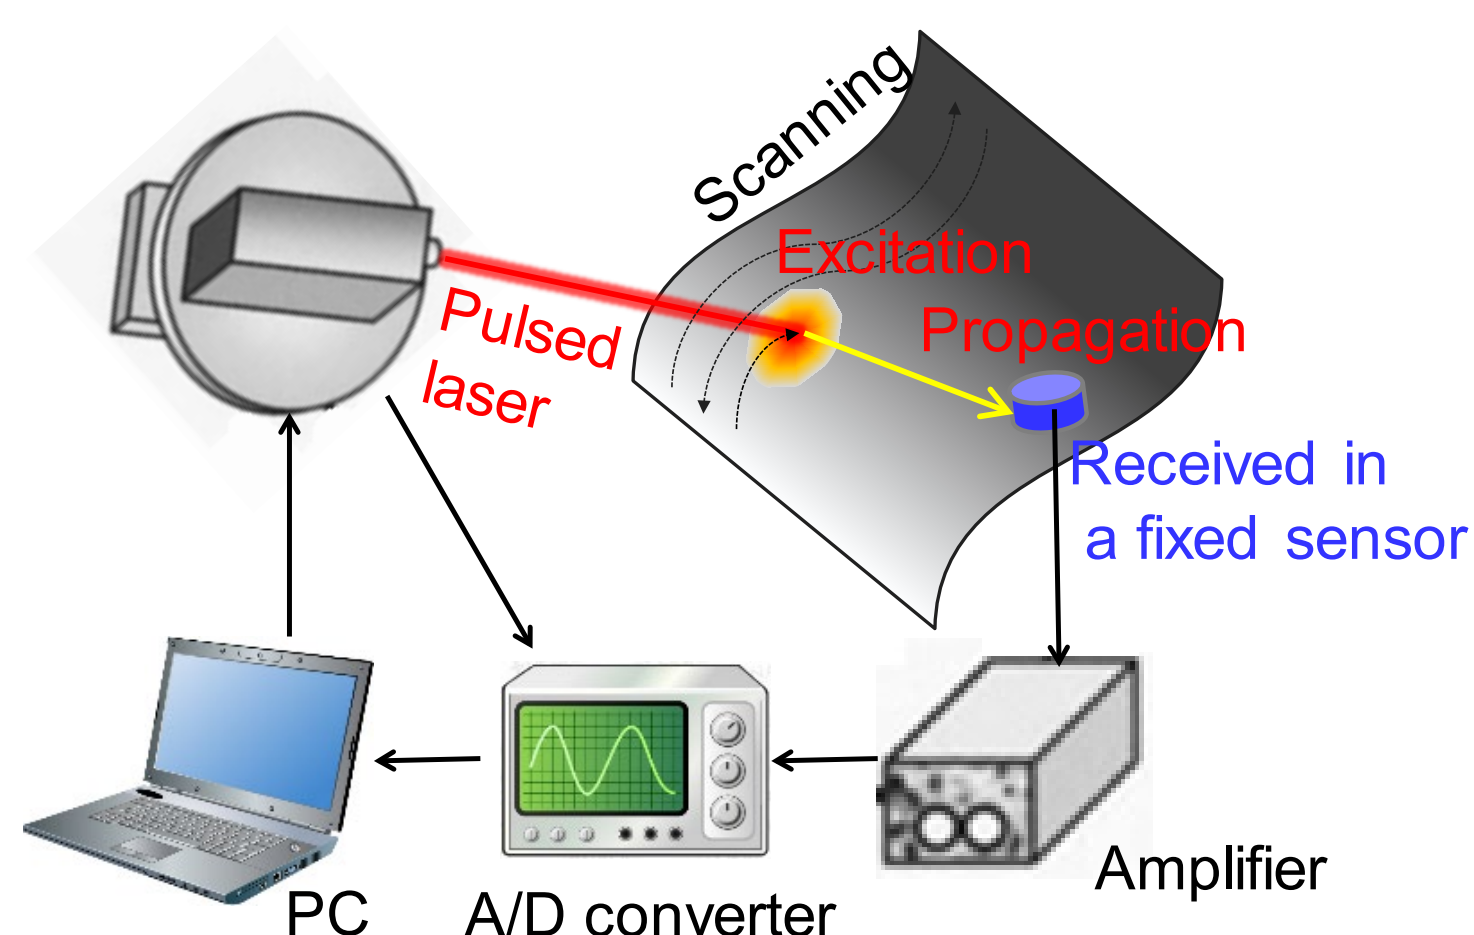 Scanning
Excitation
Propagation
Pulsed
laser
Received in
a fixed sensor
Amplifier
PC
A/D converter